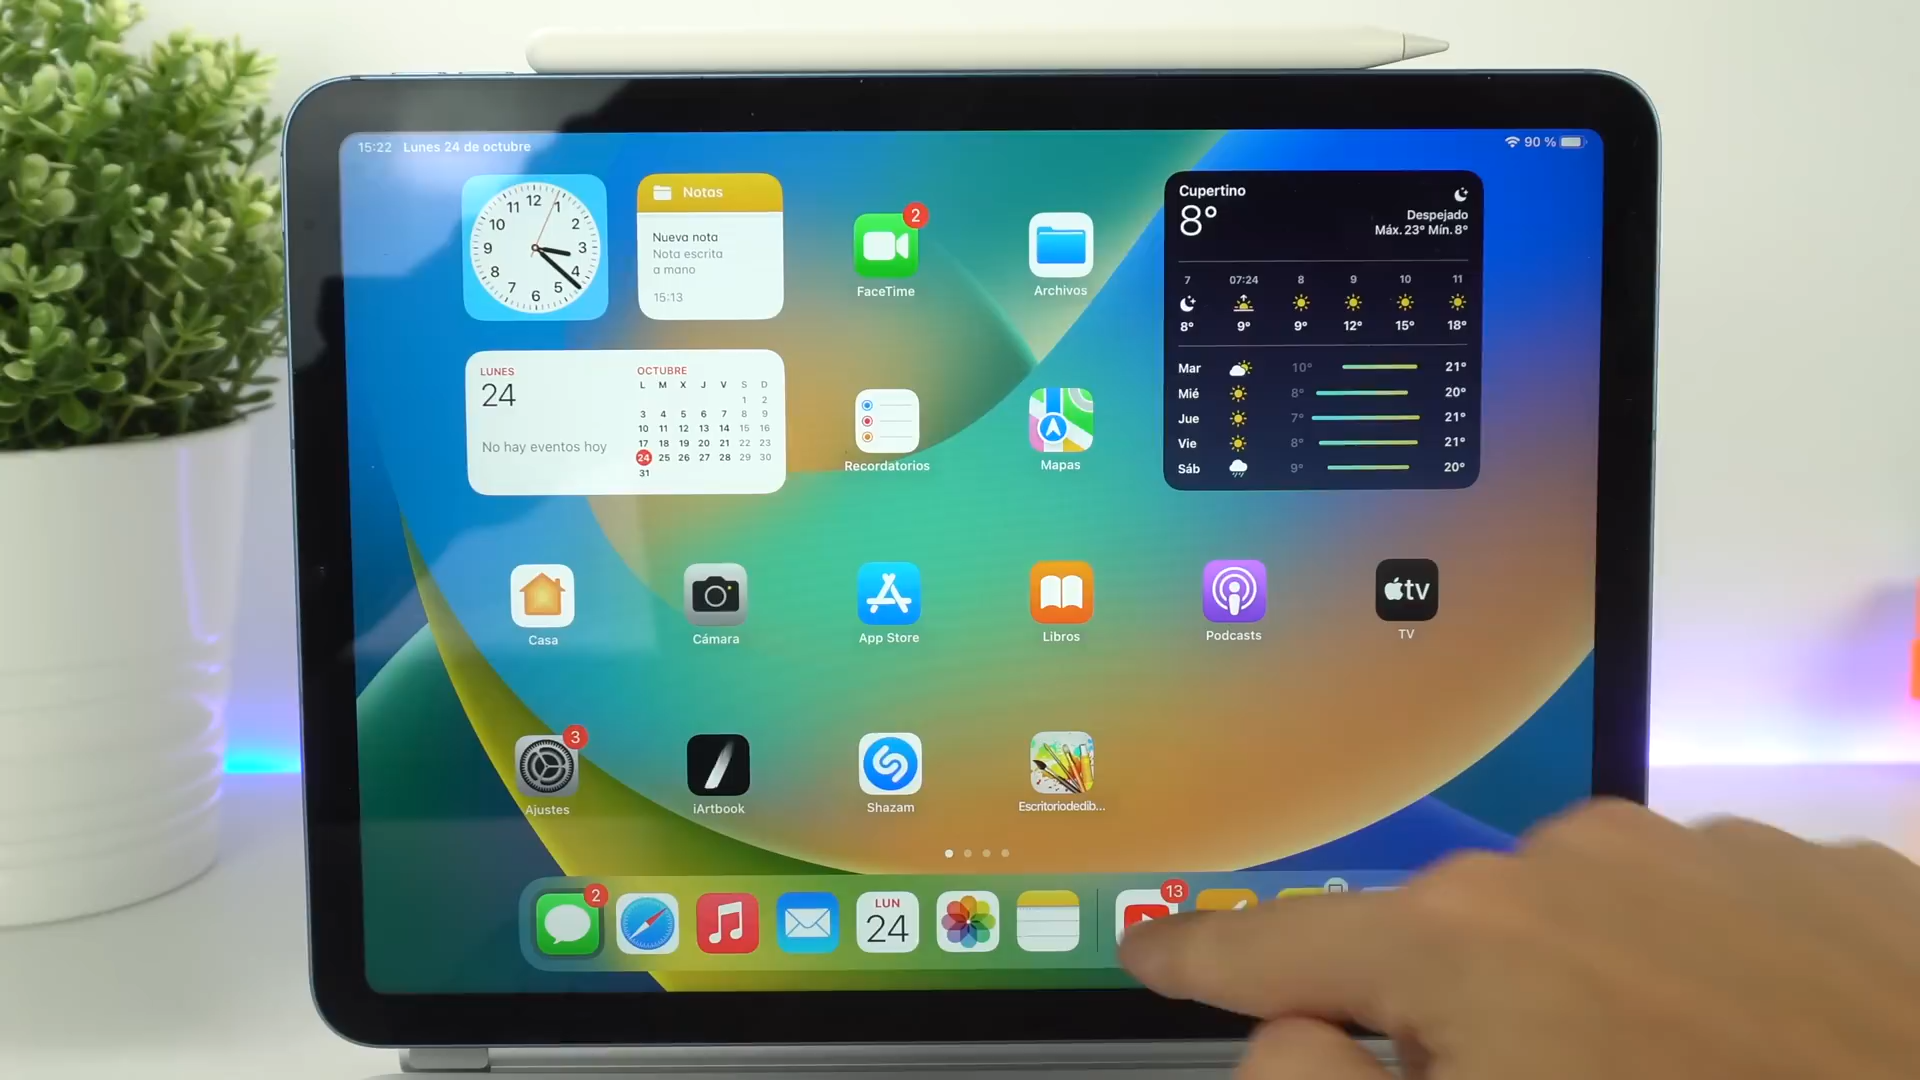 15:22 Lunes 24 de octubre
90 %
12
11 1
10 2
9 3
8 4
7 5
6
Notas
Nueva nota
Nota escrita
a mano
15:13
2
FaceTime
Archivos
Cupertino
8°
Despejado
Máx. 23° Mín. 8°
7 07:24 8 9 10 11
8° 9° 9° 12° 15° 18°
Mar 10° 21°
Mié 8° 20°
Jue 7° 21°
Vie 8° 21°
Sáb 9° 20°
LUNES
24
No hay eventos hoy
OCTUBRE
L M X J V S D
1 2
3 4 5 6 7 8 9
10 11 12 13 14 15 16
17 18 19 20 21 22 23
24 25 26 27 28 29 30
31
Recordatorios
Mapas
Casa
Cámara
App Store
Libros
Podcasts
tv
TV
3
Ajustes
iArtbook
Shazam
Escritoriodedib...
2
LUN
24
13